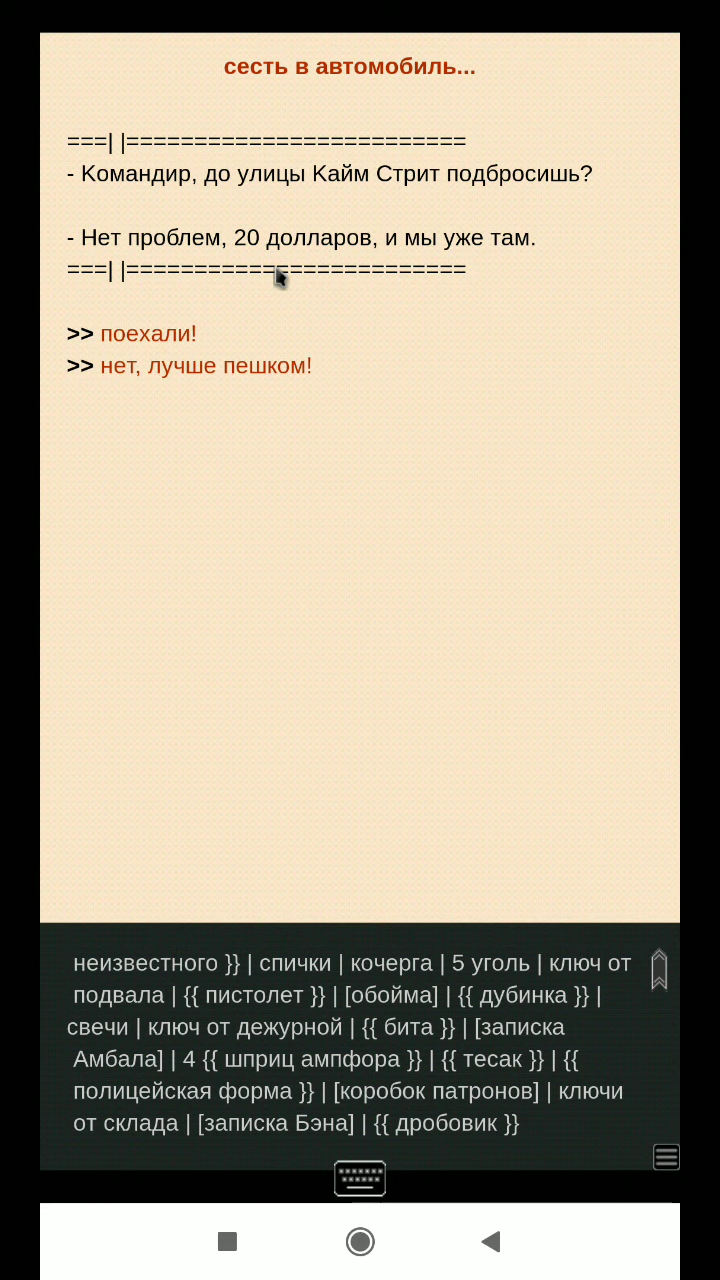 сесть в автомобиль...
===| |=========================
- Командир, до улицы Кайм Стрит подбросишь?
- Нет проблем, 20 долларов, и мы уже там.
===| |=========================
>> поехали!
>> нет, лучше пешком!
неизвестного }} | спички | кочерга | 5 уголь | ключ от
подвала | {{ пистолет }} | [обойма] | {{ дубинка }} |
свечи | ключ от дежурной | {{ бита }} | [записка
Амбала] | 4 {{ шприц ампфора }} | {{ тесак }} | {{
полицейская форма }} | [коробок патронов] | ключи
от склада | [записка Бэна] | {{ дробовик }}